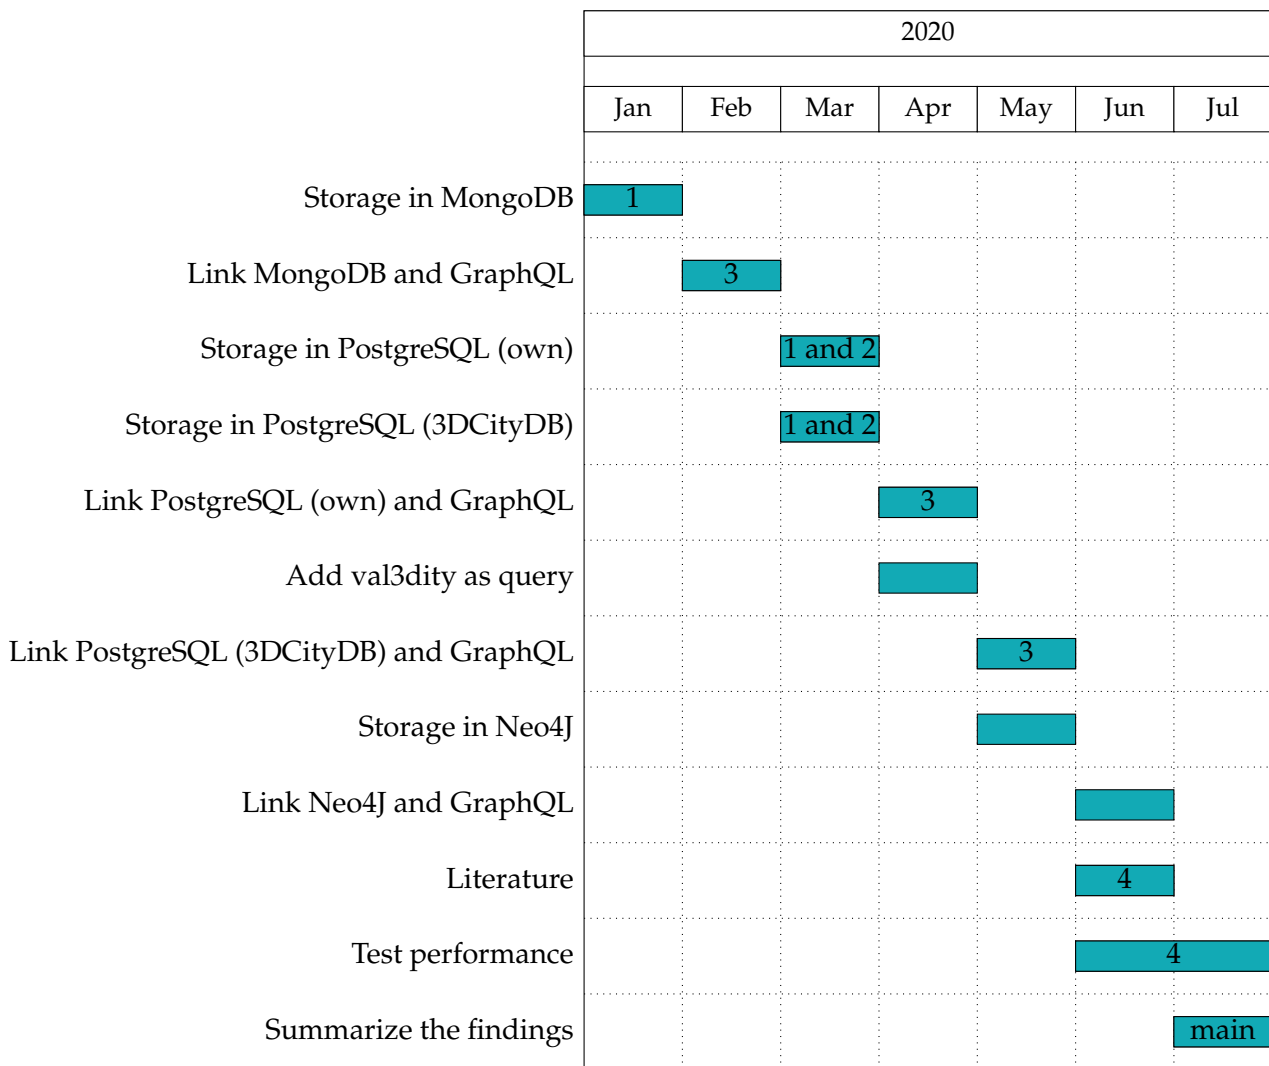 2020
Jan Feb Mar Apr May Jun Jul
Storage in MongoDB 1
Link MongoDB and GraphQL 3
Storage in PostgreSQL (own) 1 and 2
Storage in PostgreSQL (3DCityDB) 1 and 2
Link PostgreSQL (own) and GraphQL 3
Add val3dity as query
Link PostgreSQL (3DCityDB) and GraphQL 3
Storage in Neo4J
Link Neo4J and GraphQL
Literature 4
Test performance 4
Summarize the findings main